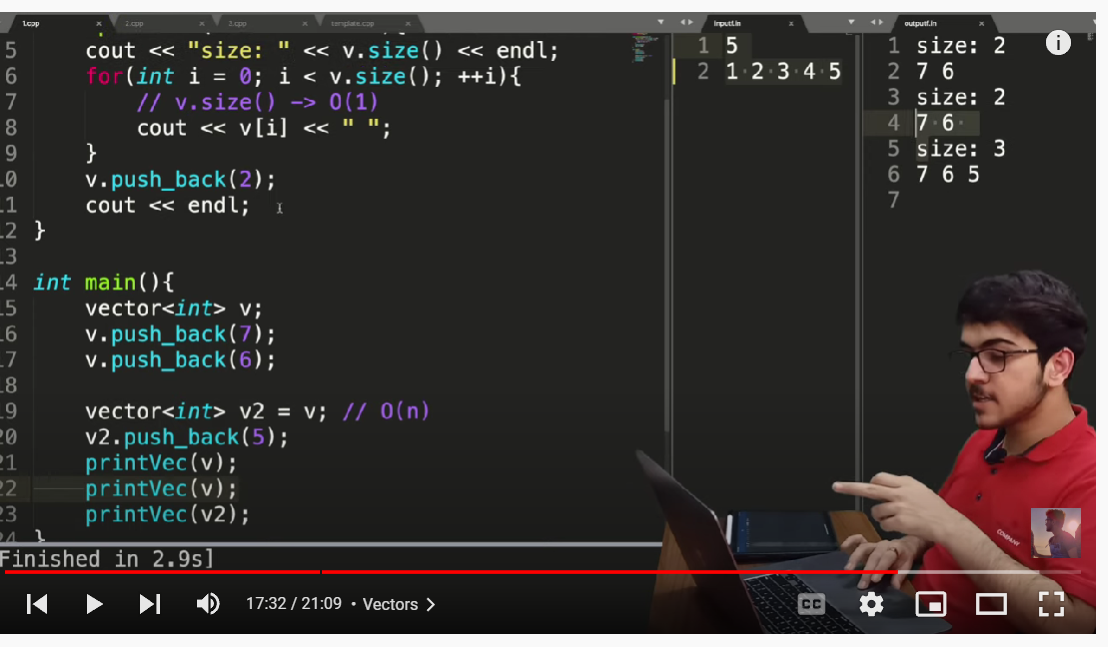 1.cpp
2.cpp
3.cpp
template.cpp
input1.in
outputf.in
5 cout << "size: " << v.size() << endl;
6 for(int i = 0; i < v.size(); ++i){
7 // v.size() -> O(1)
8 cout << v[i] << " ";
9 }
10 v.push_back(2);
11 cout << endl;
12 }
13
14 int main(){
15 vector<int> v;
16 v.push_back(7);
17 v.push_back(6);
18
19 vector<int> v2 = v; // O(n)
20 v2.push_back(5);
21 printVec(v);
22 printVec(v);
23 printVec(v2);
24 }
Finished in 2.9s]
1 5
2 1 2 3 4 5
1 size: 2
2 7 6
3 size: 2
4 7 6
5 size: 3
6 7 6 5
7
17:32 / 21:09 • Vectors >
CC